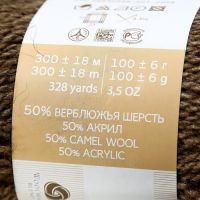 300 ± 18 м 100 ± 6 г
300 ± 18 m 100 ± 6 g
328 yards 3,5 OZ
50% ВЕРБЛЮЖЬЯ ШЕРСТЬ
50% АКРИЛ
50% CAMEL WOOL
50% ACRYLIC